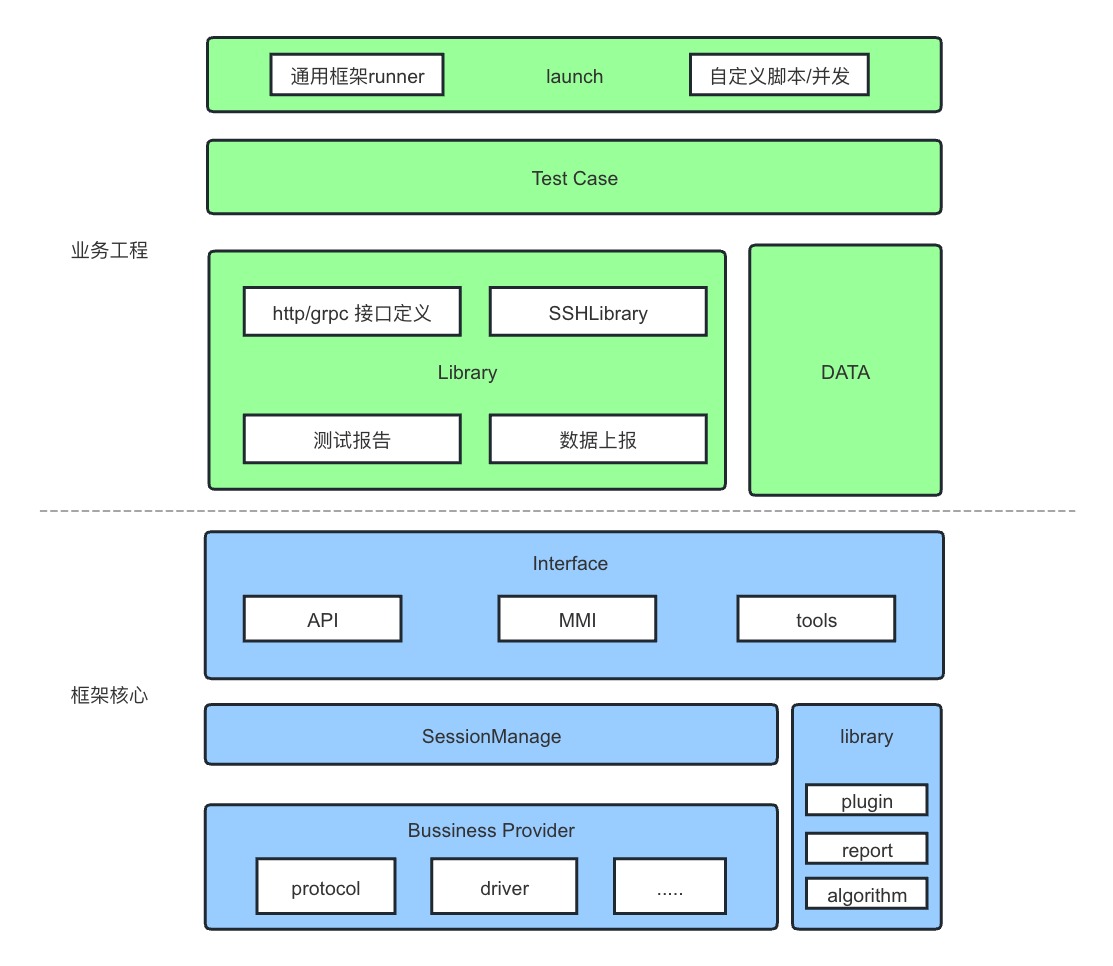 通用框架runner
launch
自定义脚本/并发
Test Case
业务工程
http/grpc 接口定义
SSHLibrary
Library
DATA
测试报告
数据上报
Interface
API
MMI
tools
框架核心
SessionManage
library
plugin
Bussiness Provider
report
protocol
driver
.....
algorithm